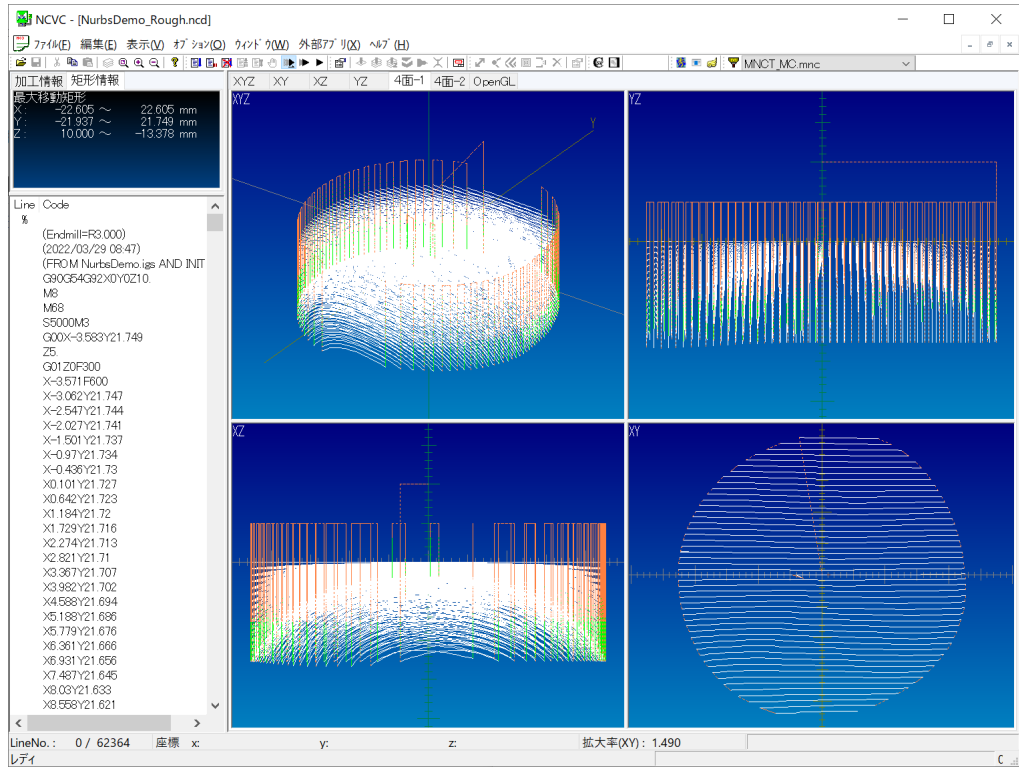 NCVC - [NurbsDemo_Rough.ncd]
ﾌｧｲﾙ(F) 編集(E) 表示(V) ｵﾌﾟｼｮﾝ(O) ｳｨﾝﾄﾞｳ(W) 外部ｱﾌﾟﾘ(X) ﾍﾙﾌﾟ(H)
MNCT_MC.mnc
加工情報 矩形情報
XYZ XY XZ YZ 4面-1 4面-2 OpenGL
最大移動矩形
X : -22.605 ～ 22.605 mm
Y : -21.937 ～ 21.749 mm
Z : 10.000 ～ -13.378 mm
Line Code
%
(Endmill=R3.000)
(2022/03/29 08:47)
(FROM NurbsDemo.igs AND INIT
G90G54G92X0Y0Z10.
M8
M68
S5000M3
G00X-3.583Y21.749
Z5.
G01Z0F300
X-3.571F600
X-3.062Y21.747
X-2.547Y21.744
X-2.027Y21.741
X-1.501Y21.737
X-0.97Y21.734
X-0.436Y21.73
X0.101Y21.727
X0.642Y21.723
X1.184Y21.72
X1.729Y21.716
X2.274Y21.713
X2.821Y21.71
X3.367Y21.707
X3.982Y21.702
X4.588Y21.694
X5.188Y21.686
X5.779Y21.676
X6.361Y21.666
X6.931Y21.656
X7.487Y21.645
X8.03Y21.633
X8.558Y21.621
XYZ
Y
YZ
XZ
XY
LineNo. : 0 / 62364 座標 x: y: z: 拡大率(XY) : 1.490
レディ
C